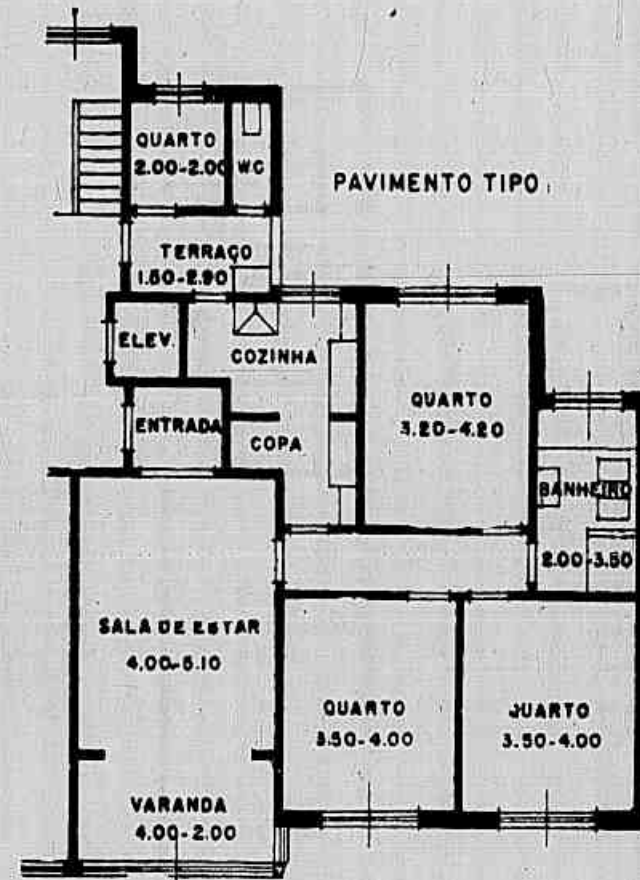 QUARTO
2.00-2.00
W.C
PAVIMENTO TIPO
TERRAÇO
1.50-2.90
ELEV.
COZINHA
ENTRADA
COPA
QUARTO
3.20-4.20
BANHEIRO
2.00-3.50
SALA DE ESTAR
4.00-5.10
QUARTO
3.50-4.00
QUARTO
3.50-4.00
VARANDA
4.00-2.00